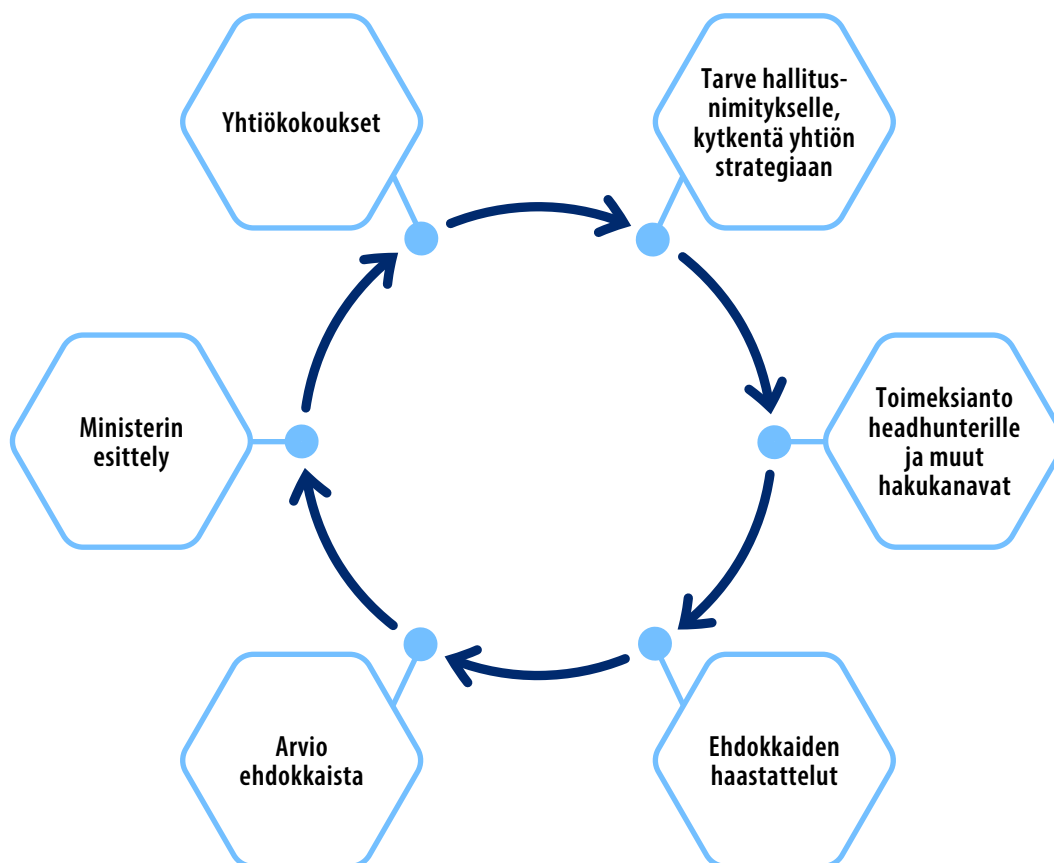 Yhtiökokoukset
Tarve hallitus-
nimitykselle,
kytkentä yhtiön
strategiaan
Ministerin
esittely
Toimeksianto
headhunterille
ja muut
hakukanavat
Arvio
ehdokkaista
Ehdokkaiden
haastattelut